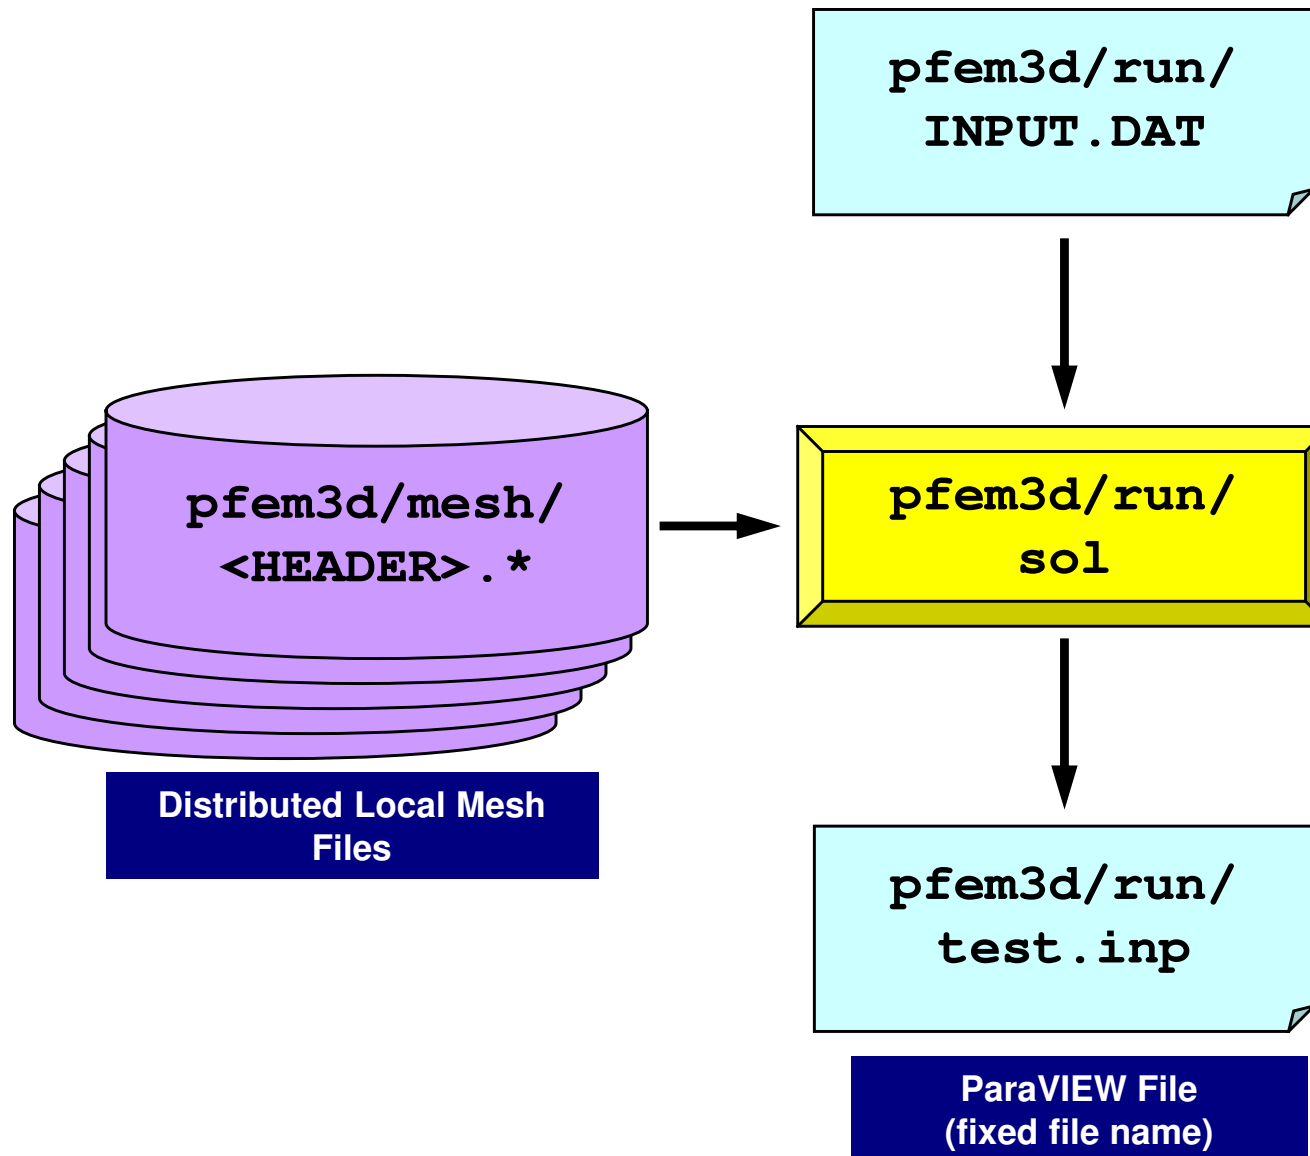 pfem3d/run/
INPUT.DAT
pfem3d/mesh/
<HEADER>.*
pfem3d/run/
sol
Distributed Local Mesh
Files
pfem3d/run/
test.inp
ParaVIEW File
(fixed file name)